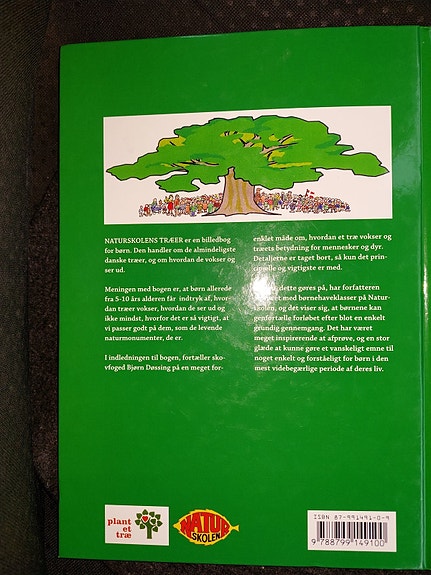 NATURSKOLENS TRÆER er en billedbog
for børn. Den handler om de almindeligste
danske træer, og om hvordan de vokser og
ser ud.
Meningen med bogen er, at børn allerede
fra 5-10 års alderen får indtryk af, hvor-
dan træer vokser, hvordan de ser ud og
ikke mindst, hvorfor det er så vigtigt, at
vi passer godt på dem, som de levende
naturmonumenter, de er.
I indledningen til bogen, fortæller sko-
vfoged Bjørn Døssing på en meget for-
enklet måde om, hvordan et træ vokser og
træets betydning for mennesker og dyr.
Detaljerne er taget bort, så kun det prin-
cipielle og vigtigste er med.
dette gøres på, har forfatteren
med børnehaveklasser på Natur-
skolen, og det viser sig, at børnene kan
genfortælle forløbet efter blot en enkelt
grundig gennemgang. Det har været
meget inspirerende at afprøve, og en stor
glæde at kunne gøre et vanskeligt emne til
noget enkelt og forståeligt for børn i den
mest videbegærlige periode af deres liv.
plant
et
træ
NATUR
SKOLEN
ISBN 87-991491-0-9
9 788799 149100